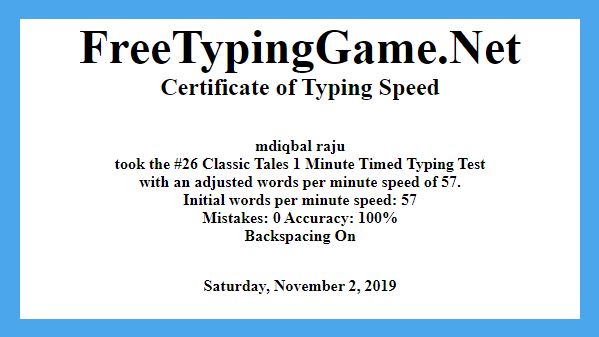 FreeTypingGame.Net
Certificate of Typing Speed
mdiqbal raju
took the #26 Classic Tales 1 Minute Timed Typing Test
with an adjusted words per minute speed of 57.
Initial words per minute speed: 57
Mistakes: 0 Accuracy: 100%
Backspacing On
Saturday, November 2, 2019